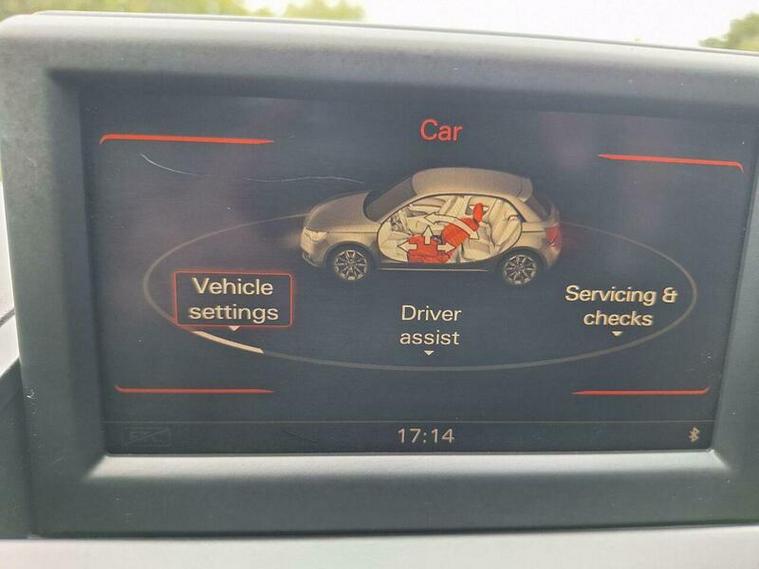 Car
Vehicle
settings
Driver
assist
Servicing &
checks
17:14